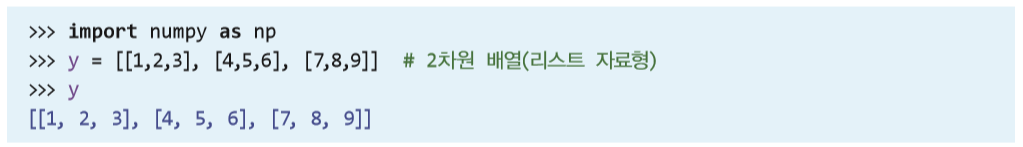 >>> import numpy as np
>>> y = [[1,2,3], [4,5,6], [7,8,9]]  # 2차원 배열(리스트 자료형)
>>> y
[[1, 2, 3], [4, 5, 6], [7, 8, 9]]